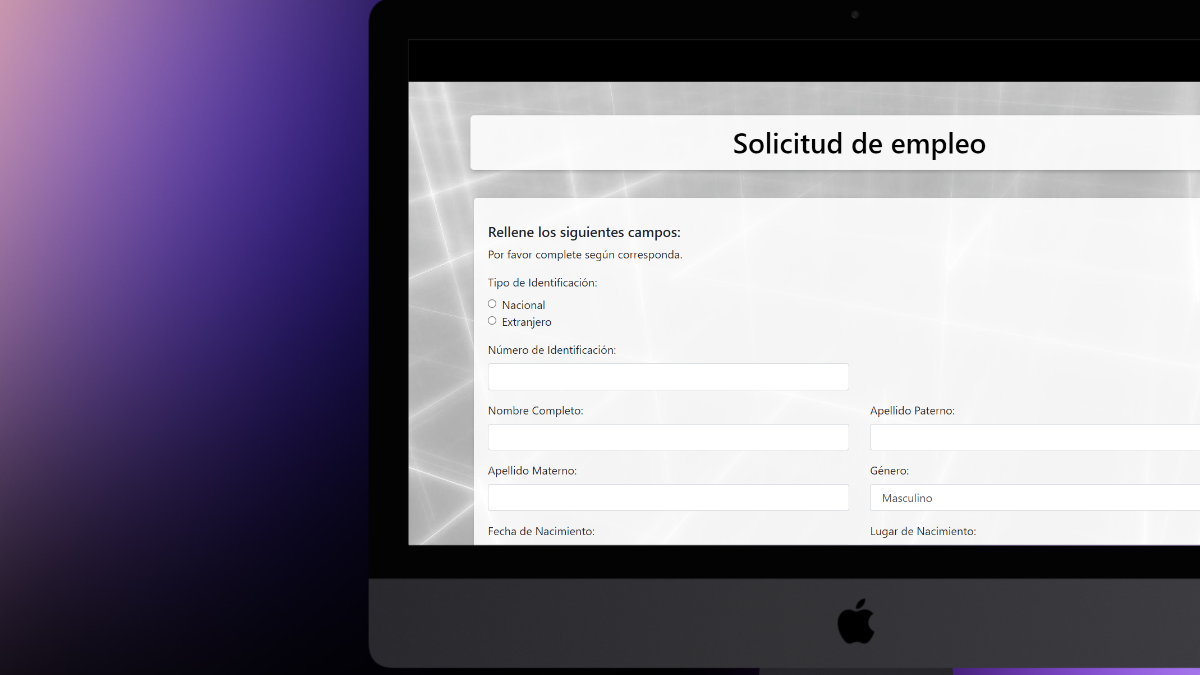 Solicitud de empleo
Rellene los siguientes campos:
Por favor complete según corresponda.
Tipo de Identificación:
Nacional
Extranjero
Número de Identificación:
Nombre Completo:
Apellido Paterno:
Apellido Materno:
Género:
Masculino
Fecha de Nacimiento:
Lugar de Nacimiento: